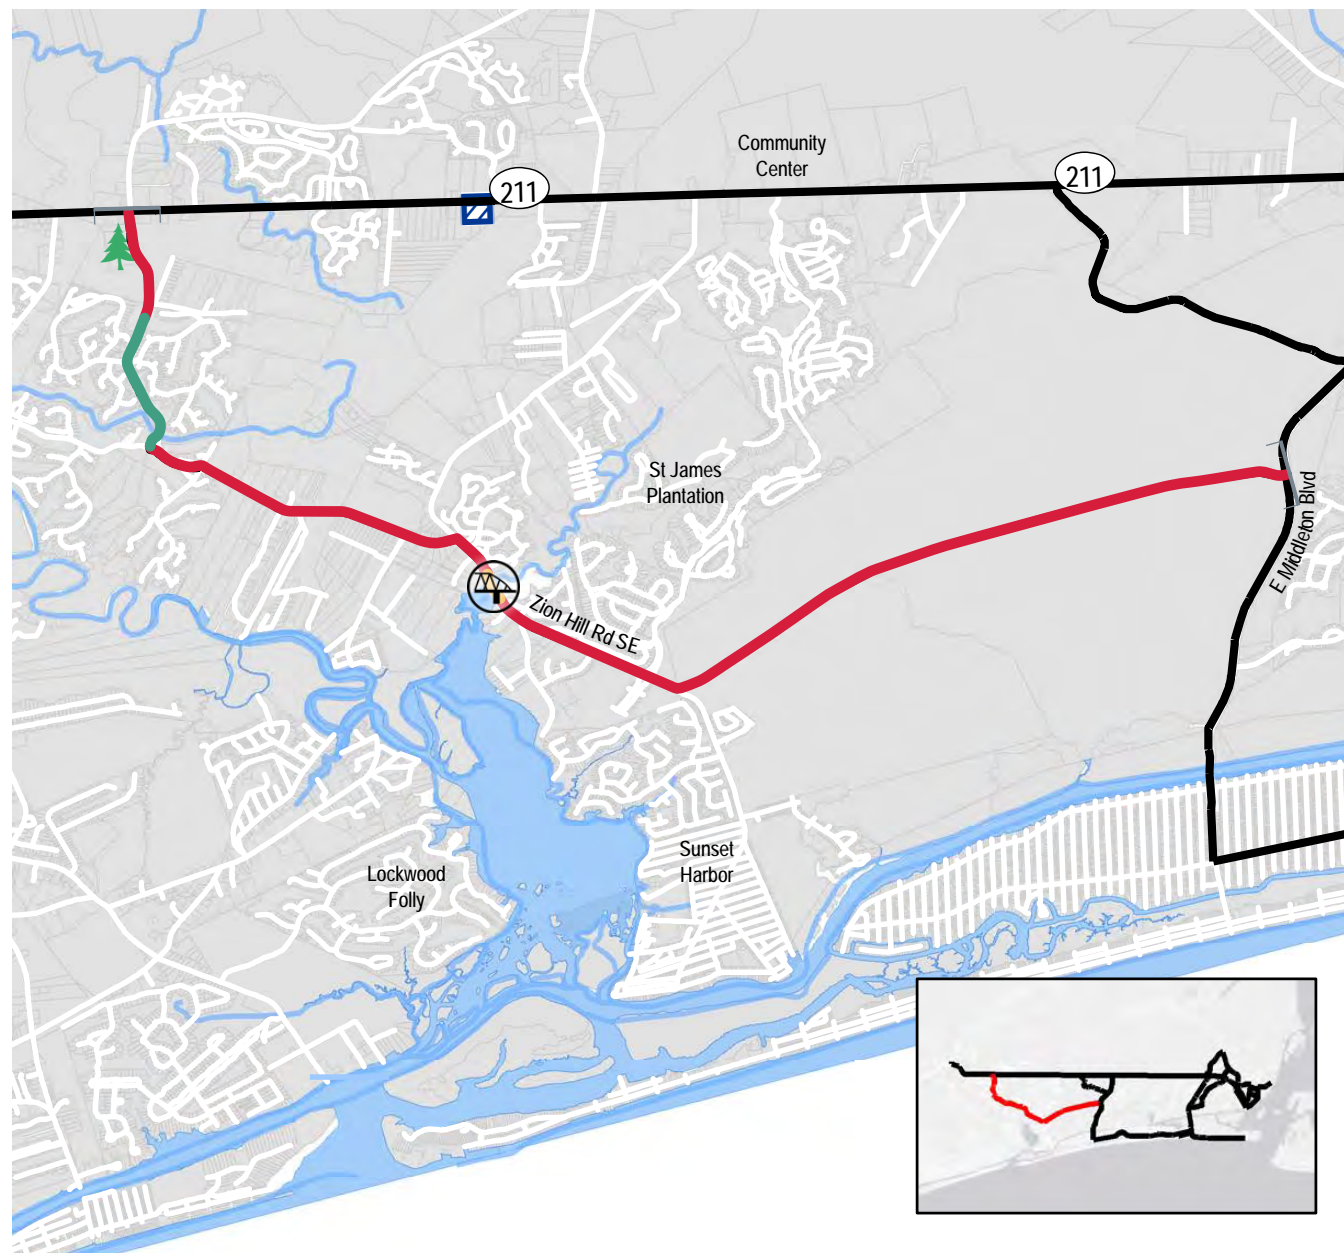 Community
Center
211
211
St James
Plantation
E Middleton Blvd
Zion Hill Rd SE
Sunset
Harbor
Lockwood
Folly